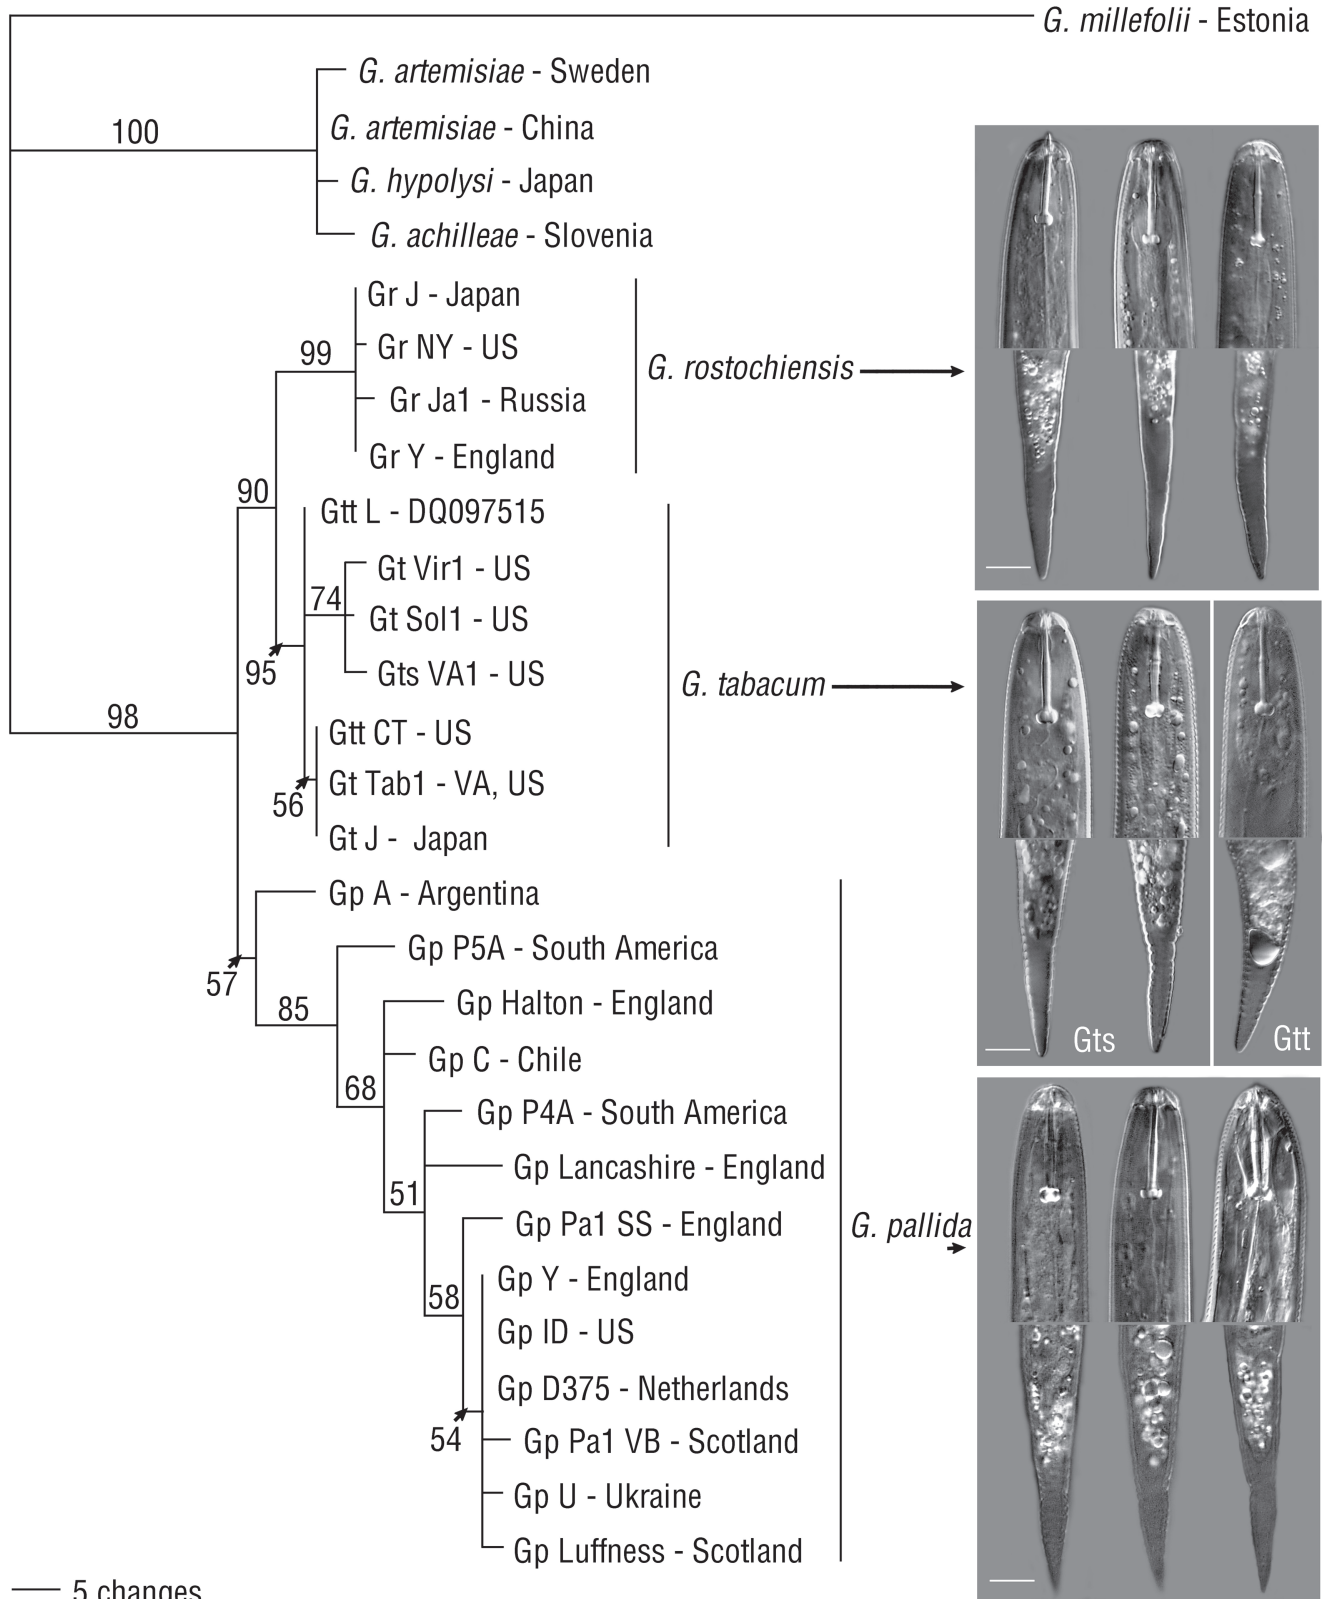 G. millefolii - Estonia
G. artemisiae - Sweden
100
G. artemisiae - China
G. hypolysi - Japan
G. achilleae - Slovenia
Gr J - Japan
99
Gr NY - US
G. rostochiensis
Gr Ja1 - Russia
Gr Y - England
90
Gtt L - DQ097515
Gt Vir1 - US
74
Gt Sol1 - US
95
Gts VA1 - US
G. tabacum
98
Gtt CT - US
Gt Tab1 - VA, US
56
Gt J - Japan
Gp A - Argentina
Gp P5A - South America
57
85
Gp Halton - England
Gts
Gtt
Gp C - Chile
68
Gp P4A - South America
Gp Lancashire - England
51
Gp Pa1 SS - England
G. pallida
Gp Y - England
58
Gp ID - US
Gp D375 - Netherlands
54
Gp Pa1 VB - Scotland
Gp U - Ukraine
Gp Luffness - Scotland
5 changes